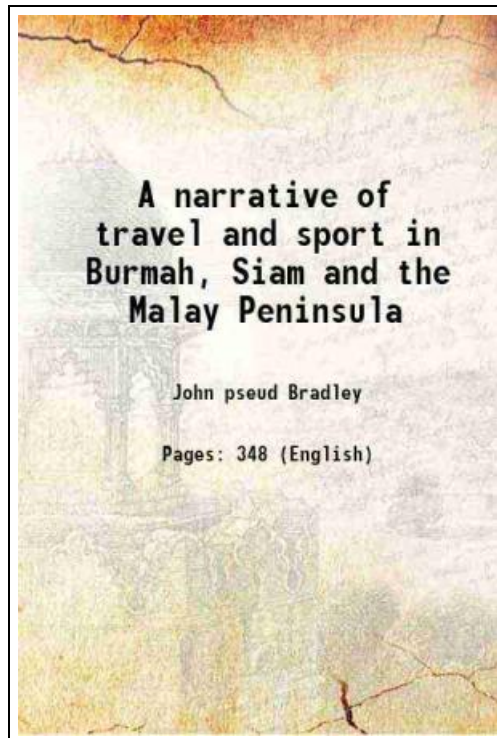 A narrative of
travel and sport in
Burmah, Siam and the
Malay Peninsula
John pseud Bradley
Pages: 348 (English)